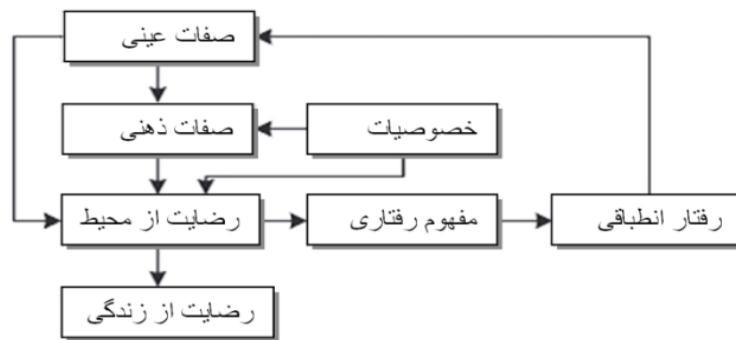 صفات عینی
صفات ذهنی
خصوصیات
رضایت از محیط
مفهوم رفتاری
رفتار انطباقی
رضایت از زندگی